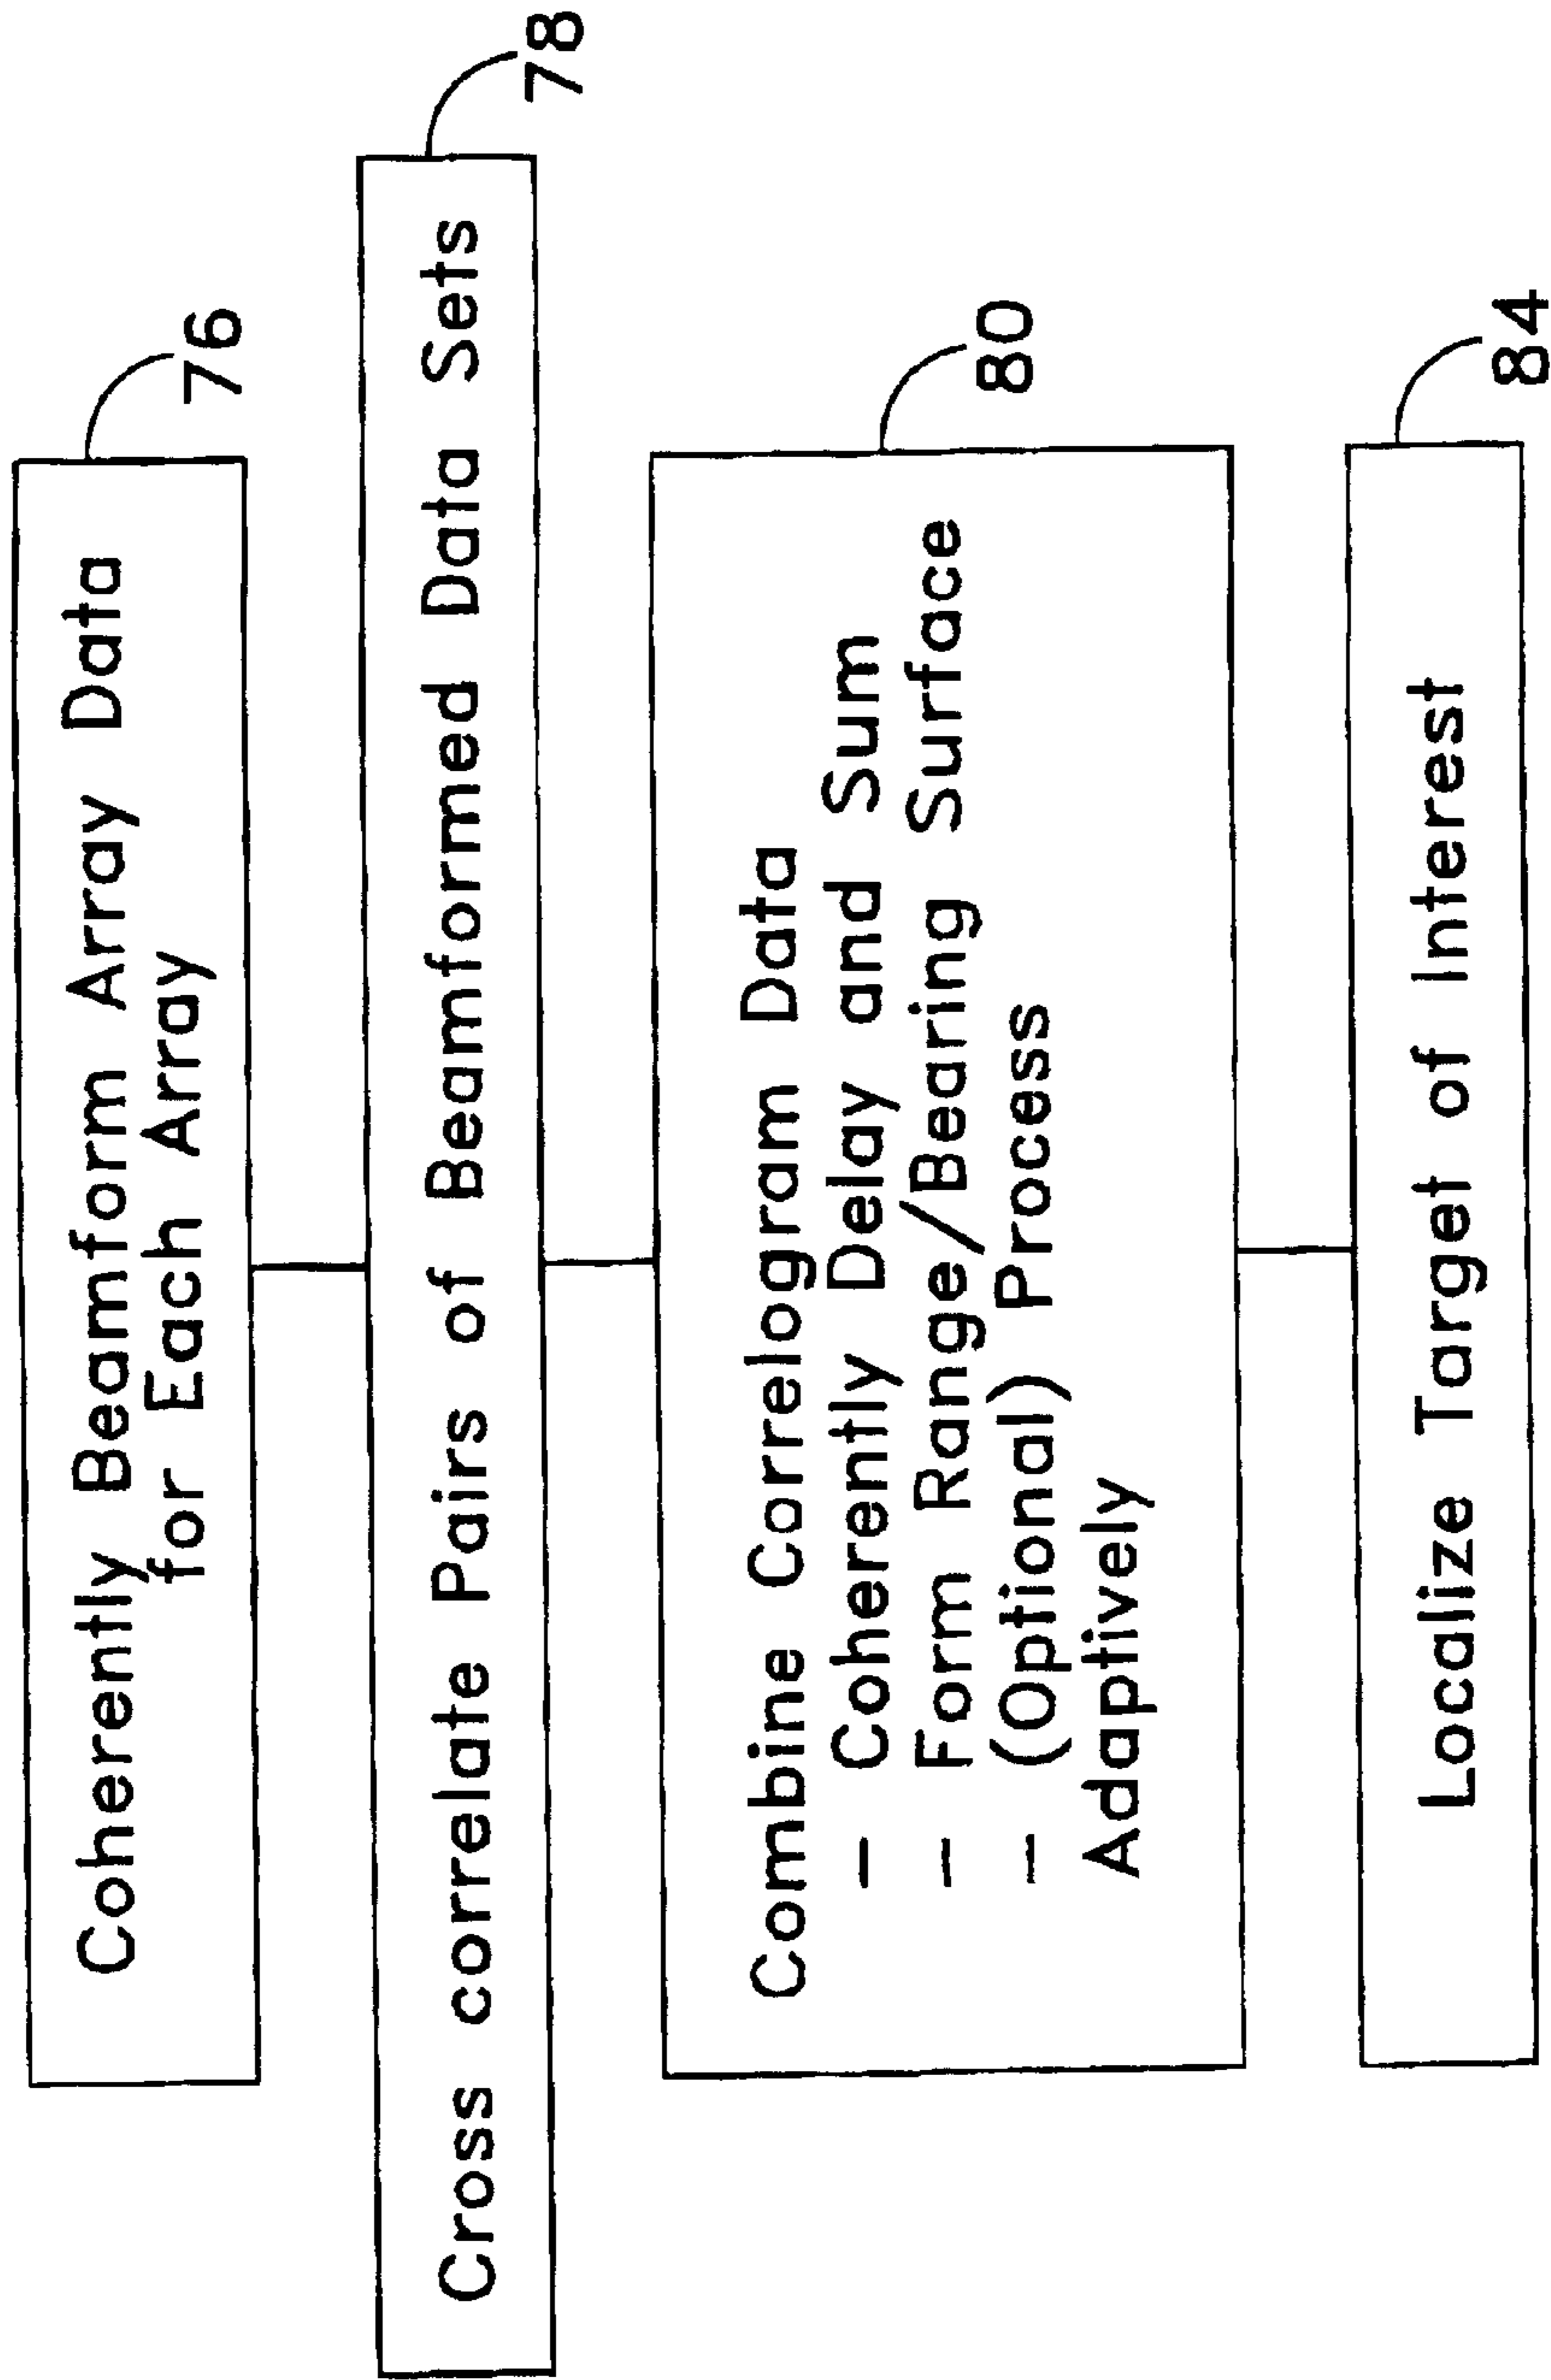 Coherently Beamform Array Data
for Each Array
76
Cross correlate Pairs of Beamformed Data Sets
78
Combine Correlogram Data
- Coherently Delay and Sum
- Form Range/Bearing Surface
- (Optional) Process
Adaptively
80
Localize Target of Interest
84